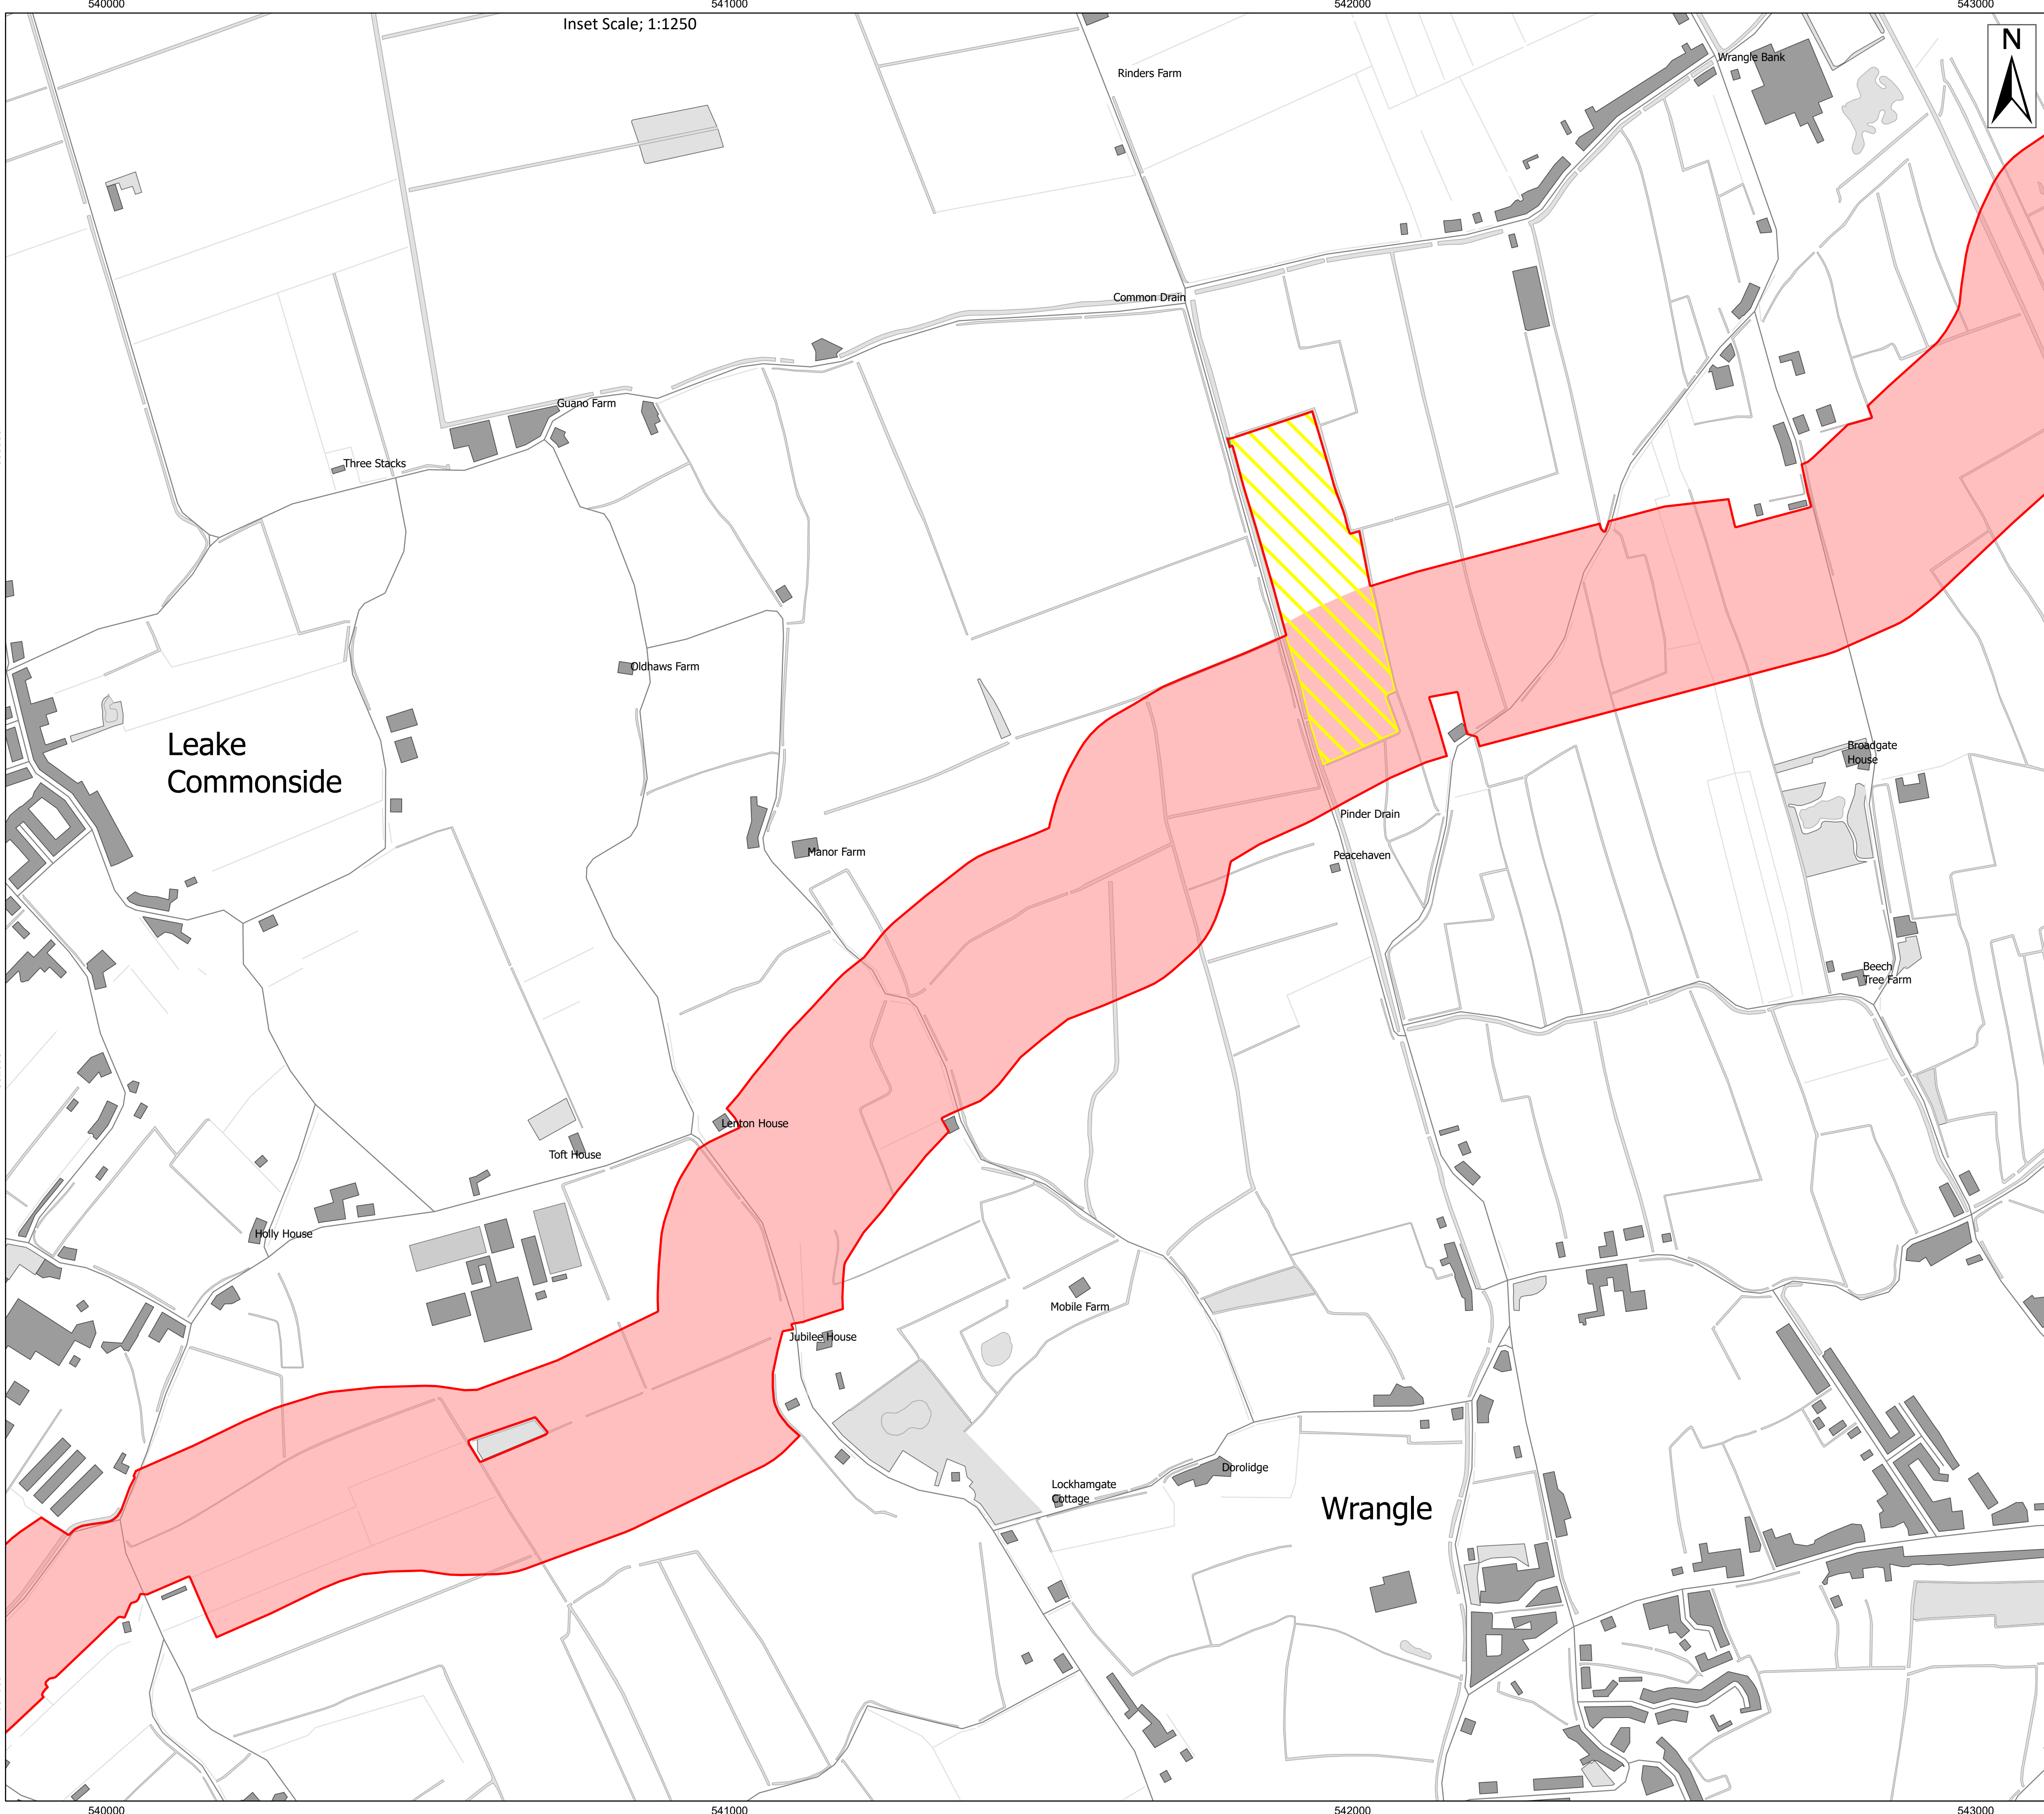 540000
541000
542000
543000
Inset Scale; 1:1250
N
Wrangle Bank
Rinders Farm
Common Drain
Guano Farm
Three Stacks
Oldhaws Farm
Leake
Commonside
Broadgate
House
Pinder Drain
Manor Farm
Peacehaven
Beech
Tree Farm
Lenton House
Toft House
Holly House
Mobile Farm
Jubilee House
Dorolidge
Lockhamgate
Cottage
Wrangle
540000
541000
542000
543000